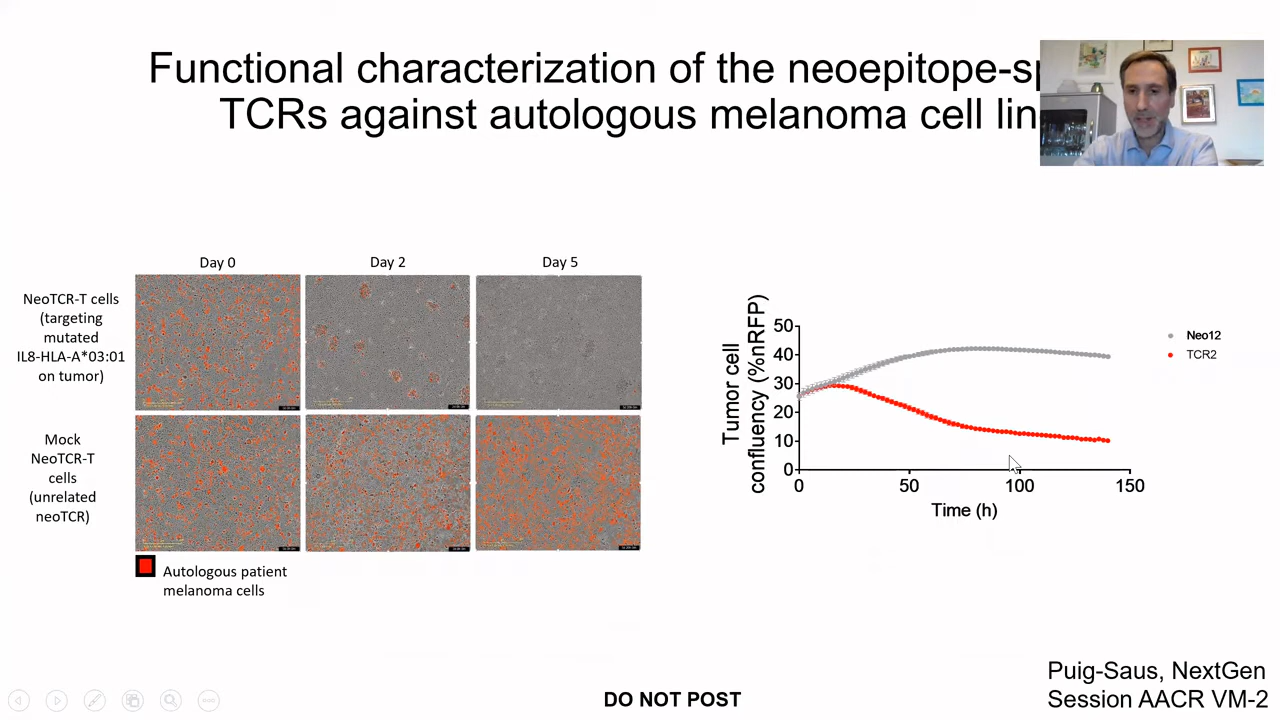 Functional characterization of the neoepitope-sp
TCRs against autologous melanoma cell lin
Day 0
Day 2
Day 5
NeoTCR-T cells
(targeting
mutated
IL8-HLA-A*03:01
on tumor)
Mock
NeoTCR-T
cells
(unrelated
neoTCR)
Autologous patient
melanoma cells
Tumor cell
confluency (%nRFP)
50
40
30
20
10
0
0
50
100
150
Time (h)
Neo12
TCR2
DO NOT POST
Puig-Saus, NextGen
Session AACR VM-2